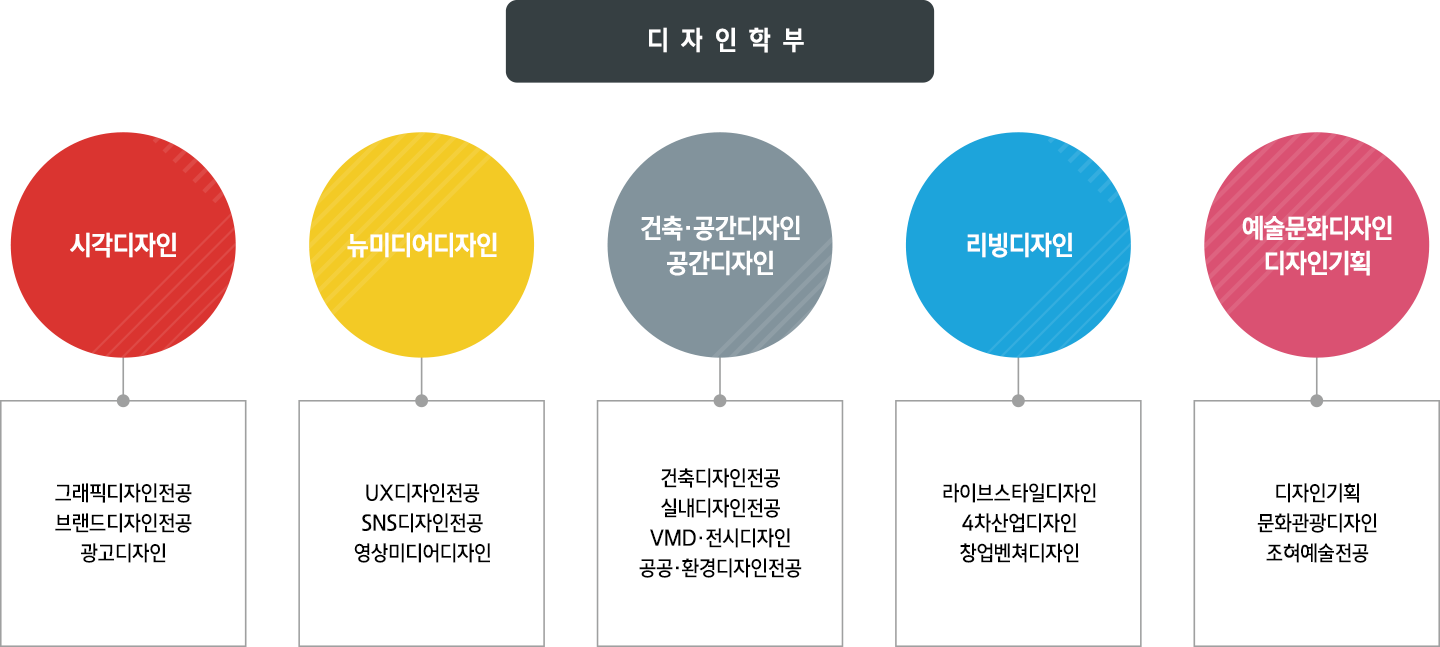 디자인학부
시각디자인
뉴미디어디자인
건축·공간디자인
공간디자인
리빙디자인
예술문화디자인
디자인기획
그래픽디자인전공
브랜드디자인전공
광고디자인
UX디자인전공
SNS디자인전공
영상미디어디자인
건축디자인전공
실내디자인전공
VMD·전시디자인
공공·환경디자인전공
라이브스타일디자인
4차산업디자인
창업벤쳐디자인
디자인기획
문화관광디자인
조혀예술전공